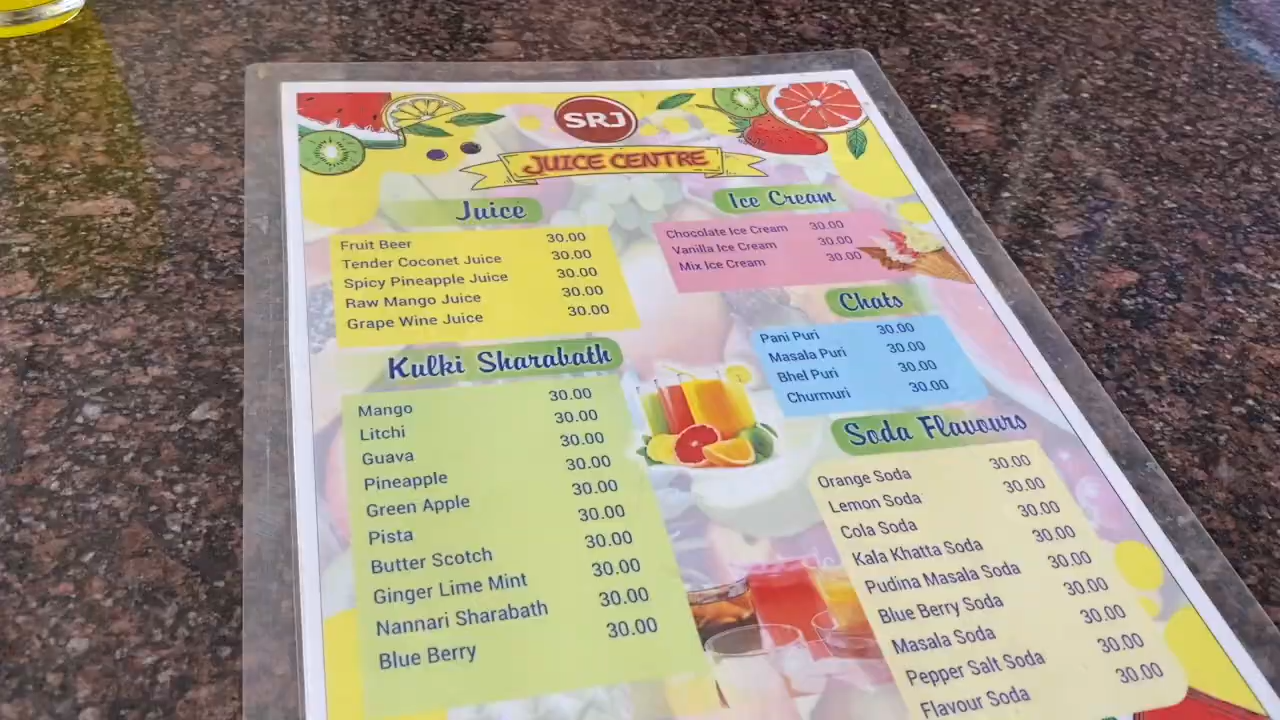 SRJ
JUICE CENTRE
Juice
Fruit Beer 30.00
Tender Coconet Juice 30.00
Spicy Pineapple Juice 30.00
Raw Mango Juice 30.00
Grape Wine Juice 30.00
Kulki Sharabath
Mango 30.00
Litchi 30.00
Guava 30.00
Pineapple 30.00
Green Apple 30.00
Pista 30.00
Butter Scotch 30.00
Ginger Lime Mint 30.00
Nannari Sharabath 30.00
Blue Berry 30.00
Ice Cream
Chocolate Ice Cream 30.00
Vanilla Ice Cream 30.00
Mix Ice Cream 30.00
Chats
Pani Puri 30.00
Masala Puri 30.00
Bhel Puri 30.00
Churmuri 30.00
Soda Flavours
Orange Soda 30.00
Lemon Soda 30.00
Cola Soda 30.00
Kala Khatta Soda 30.00
Pudina Masala Soda 30.00
Blue Berry Soda 30.00
Masala Soda 30.00
Pepper Salt Soda 30.00
Flavour Soda 30.00